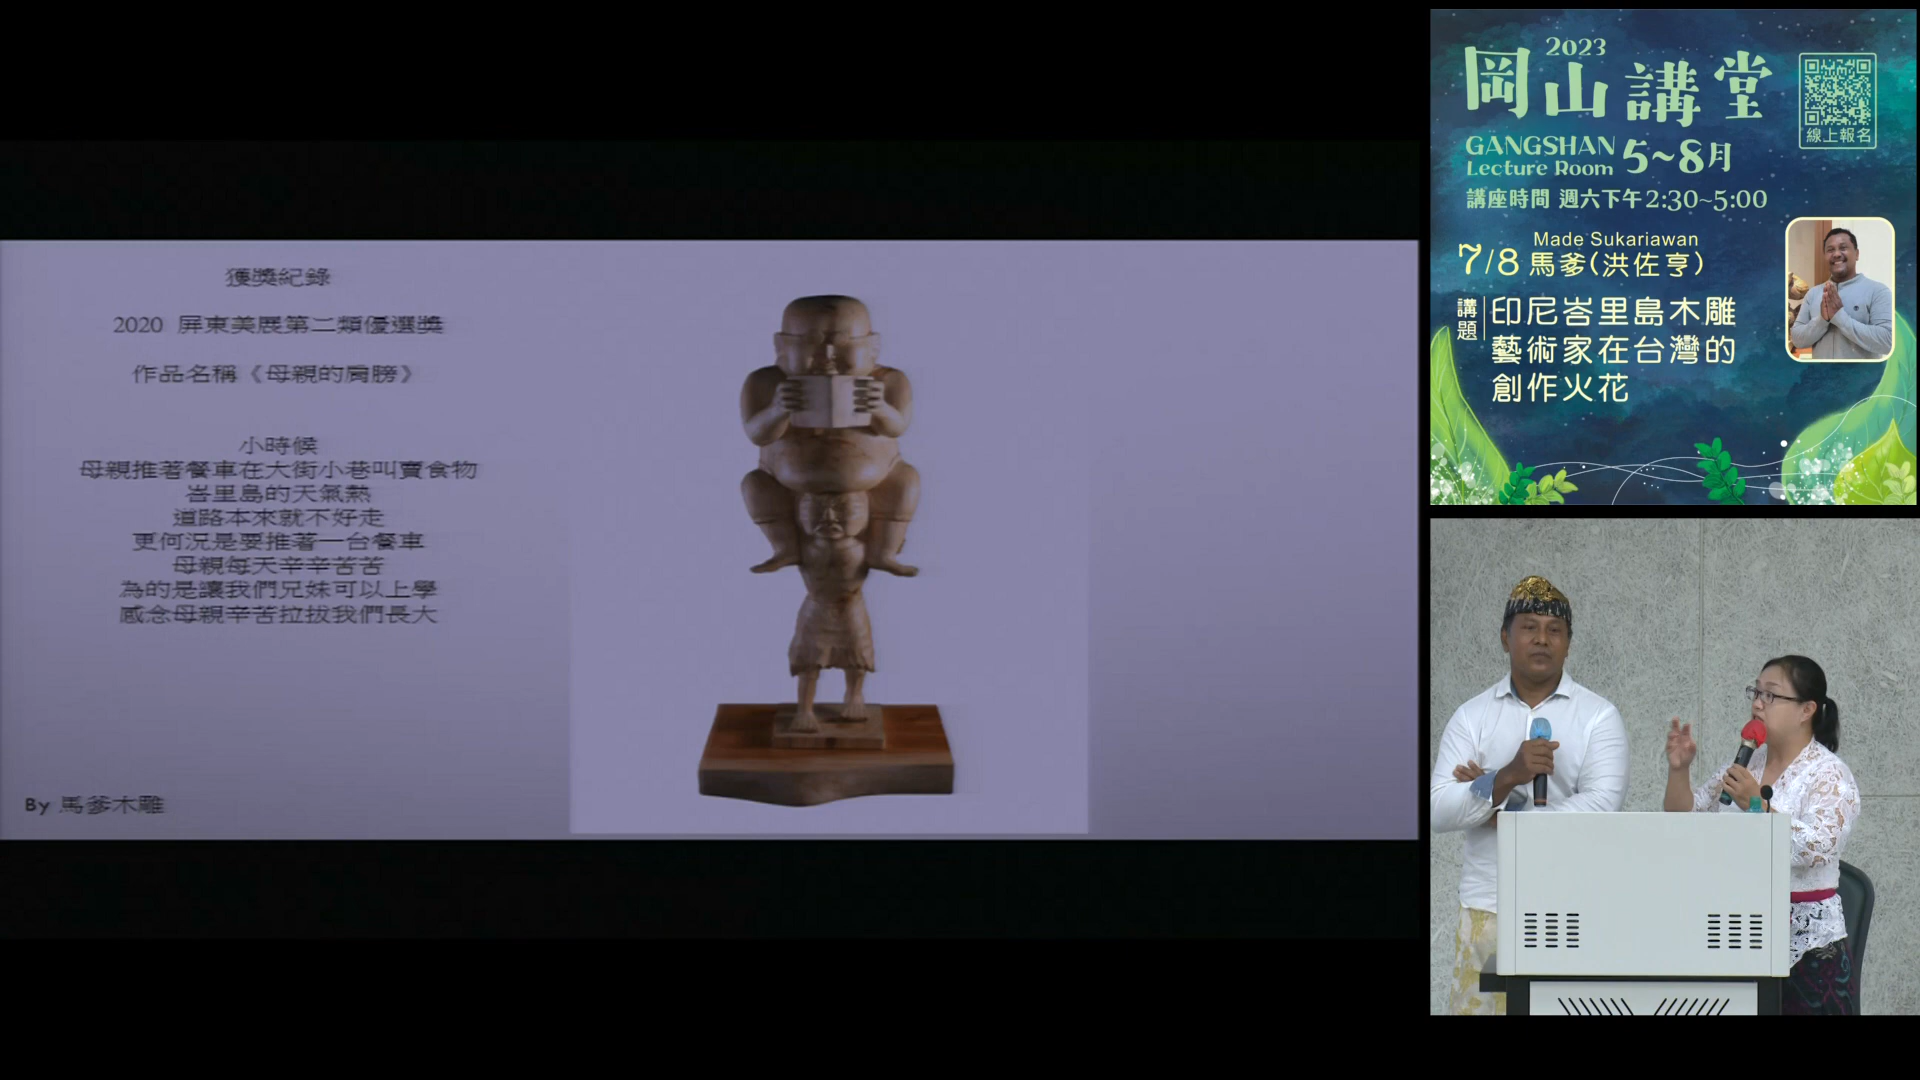 獲獎紀錄
2020 屏東美展第二類優選獎
作品名稱《母親的肩膀》
小時候
母親推著餐車在大街小巷叫賣食物
峇里島的天氣熱
道路本來就不好走
更何況是要推著一台餐車
母親每天辛辛苦苦
為的是讓我們兄妹可以上學
感念母親辛苦拉拔我們長大
By 馬爹木雕
2023
岡山講堂
線上報名
GANGSHAN
Lecture Room
5~8月
講座時間 週六下午2:30~5:00
Made Sukariawan
7/8 馬爹(洪佐亨)
講題
印尼峇里島木雕
藝術家在台灣的
創作火花